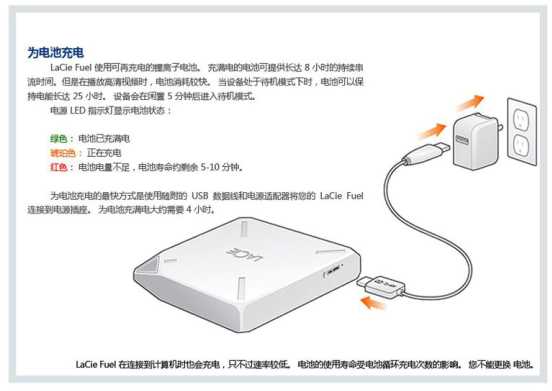 为电池充电
LaCie Fuel 使用可再充电的锂离子电池。 充满电的电池可提供长达 8 小时的持续串
流时间。但是在播放高清视频时，电池消耗较快。 当设备处于待机模式下时，电池可以保
持电能长达 25 小时。 设备会在闲置 5 分钟后进入待机模式。
电源 LED 指示灯显示电池状态：
绿色： 电池已充满电
琥珀色： 正在充电
红色： 电池电量不足，电池寿命约剩余 5-10 分钟。
为电池充电的最快方式是使用随附的 USB 数据线和电源适配器将您的 LaCie Fuel
连接到电源插座。 为电池充满电大约需要 4 小时。
LACIE
LaCie Fuel 在连接到计算机时也会充电，只不过速率较低。 电池的使用寿命受电池循环充电次数的影响。 您不能更换 电池。